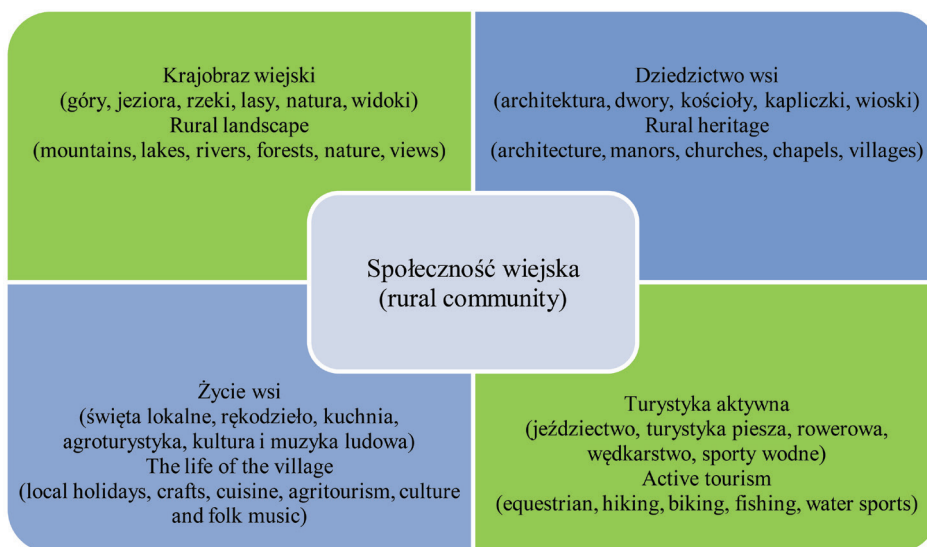 Krajobraz wiejski
(góry, jeziora, rzeki, lasy, natura, widoki)
Rural landscape
(mountains, lakes, rivers, forests, nature, views)
Dziedzictwo wsi
(architektura, dwory, kościoły, kapliczki, wioski)
Rural heritage
(architecture, manors, churches, chapels, villages)
Społeczność wiejska
(rural community)
Życie wsi
(święta lokalne, rękodzieło, kuchnia,
agroturystyka, kultura i muzyka ludowa)
The life of the village
(local holidays, crafts, cuisine, agritourism, culture
and folk music)
Turystyka aktywna
(jeździectwo, turystyka piesza, rowerowa,
wędkarstwo, sporty wodne)
Active tourism
(equestrian, hiking, biking, fishing, water sports)